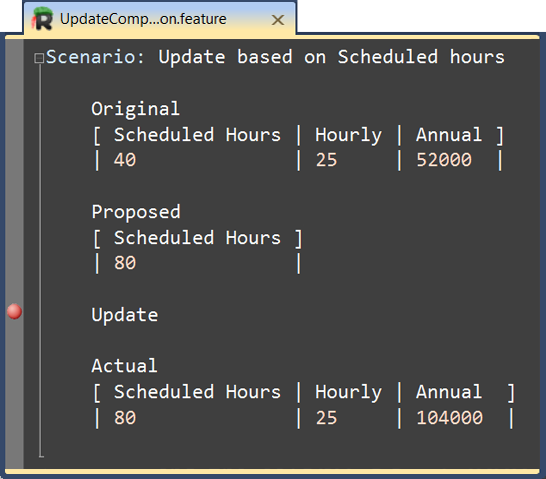 UpdateComp...on.feature
Scenario: Update based on Scheduled hours
Original
[ Scheduled Hours | Hourly | Annual ]
| 40 | 25 | 52000 |
Proposed
[ Scheduled Hours ]
| 80 |
Update
Actual
[ Scheduled Hours | Hourly | Annual ]
| 80 | 25 | 104000 |